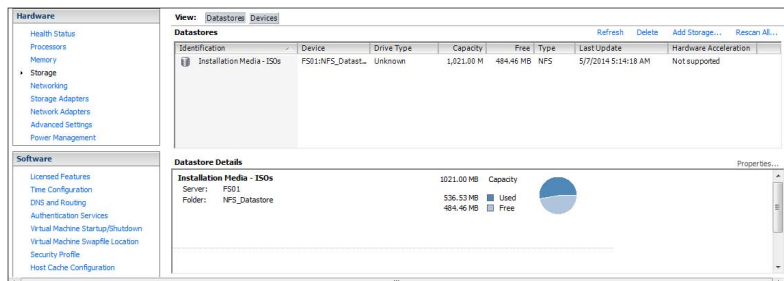 Hardware
Health Status
Processors
Memory
Storage
Networking
Storage Adapters
Network Adapters
Advanced Settings
Power Management
Software
Licensed Features
Time Configuration
DNS and Routing
Authentication Services
Virtual Machine Startup/Shutdown
Virtual Machine Swapfile Location
Security Profile
Host Cache Configuration
View: Datastores Devices
Datastores Refresh Delete Add Storage... Rescan All...
Identification Device Drive Type Capacity Free Type Last Update Hardware Acceleration
Installation Media - ISOs FS01:NFS_Datast... Unknown 1,021.00 M 484.46 MB NFS 5/7/2014 5:14:18 AM Not supported
Datastore Details Properties...
Installation Media - ISOs 1021.00 MB Capacity
Server: FS01
Folder: NFS_Datastore
536.53 MB Used
484.46 MB Free